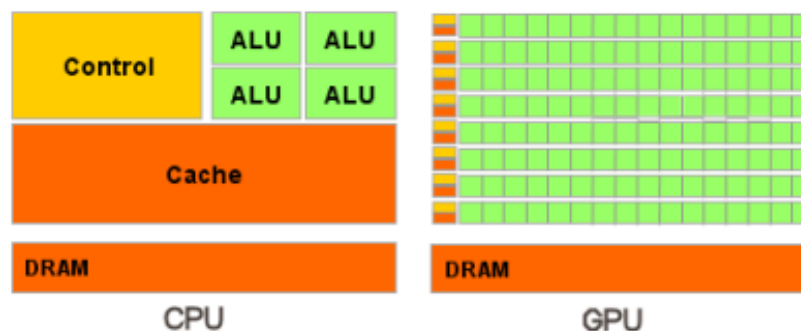 Control
ALU ALU
ALU ALU
Cache
DRAM
CPU
DRAM
GPU